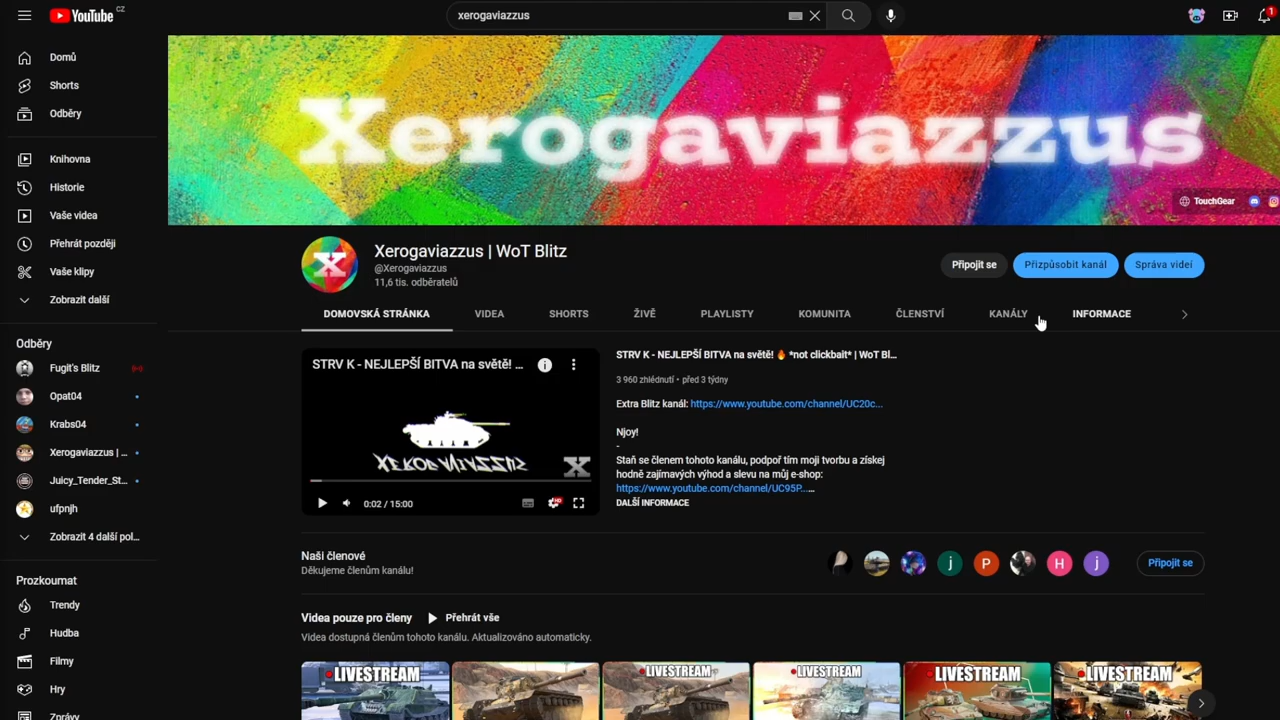 YouTube CZ
xerogaviazzus
1
Domů
Shorts
Odběry
Knihovna
Historie
Vaše videa
Přehrát později
Vaše klipy
Zobrazit další
Odběry
Fugit's Blitz
Opat04
Krabs04
Xerogaviazzus | ...
Juicy_Tender_St...
ufpnjh
Zobrazit 4 další pol...
Prozkoumat
Trendy
Hudba
Filmy
Hry
Zprávy
Xerogaviazzus
TouchGear
X
Xerogaviazzus | WoT Blitz
@Xerogaviazzus
11,6 tis. odběratelů
Připojit se
Přizpůsobit kanál
Správa videí
DOMOVSKÁ STRÁNKA
VIDEA
SHORTS
ŽIVĚ
PLAYLISTY
KOMUNITA
ČLENSTVÍ
KANÁLY
INFORMACE
STRV K - NEJLEPŠÍ BITVA na světě! ...
XEROGAVIAZZUS
X
0:02 / 15:00
HD
STRV K - NEJLEPŠÍ BITVA na světě! 🔥 *not clickbait* | WoT Bl...
3 960 zhlédnutí • před 3 týdny
Extra Blitz kanál: https://www.youtube.com/channel/UC20c...
Njoy!
-
Staň se členem tohoto kanálu, podpoř tím moji tvorbu a získej
hodně zajímavých výhod a slevu na můj e-shop:
https://www.youtube.com/channel/UC95P...…
DALŠÍ INFORMACE
Naši členové
Děkujeme členům kanálu!
j
P
H
j
Připojit se
Videa pouze pro členy
Přehrát vše
Videa dostupná členům tohoto kanálu. Aktualizováno automaticky.
LIVESTREAM
LIVESTREAM
LIVESTREAM
LIVESTREAM
LIVESTREAM